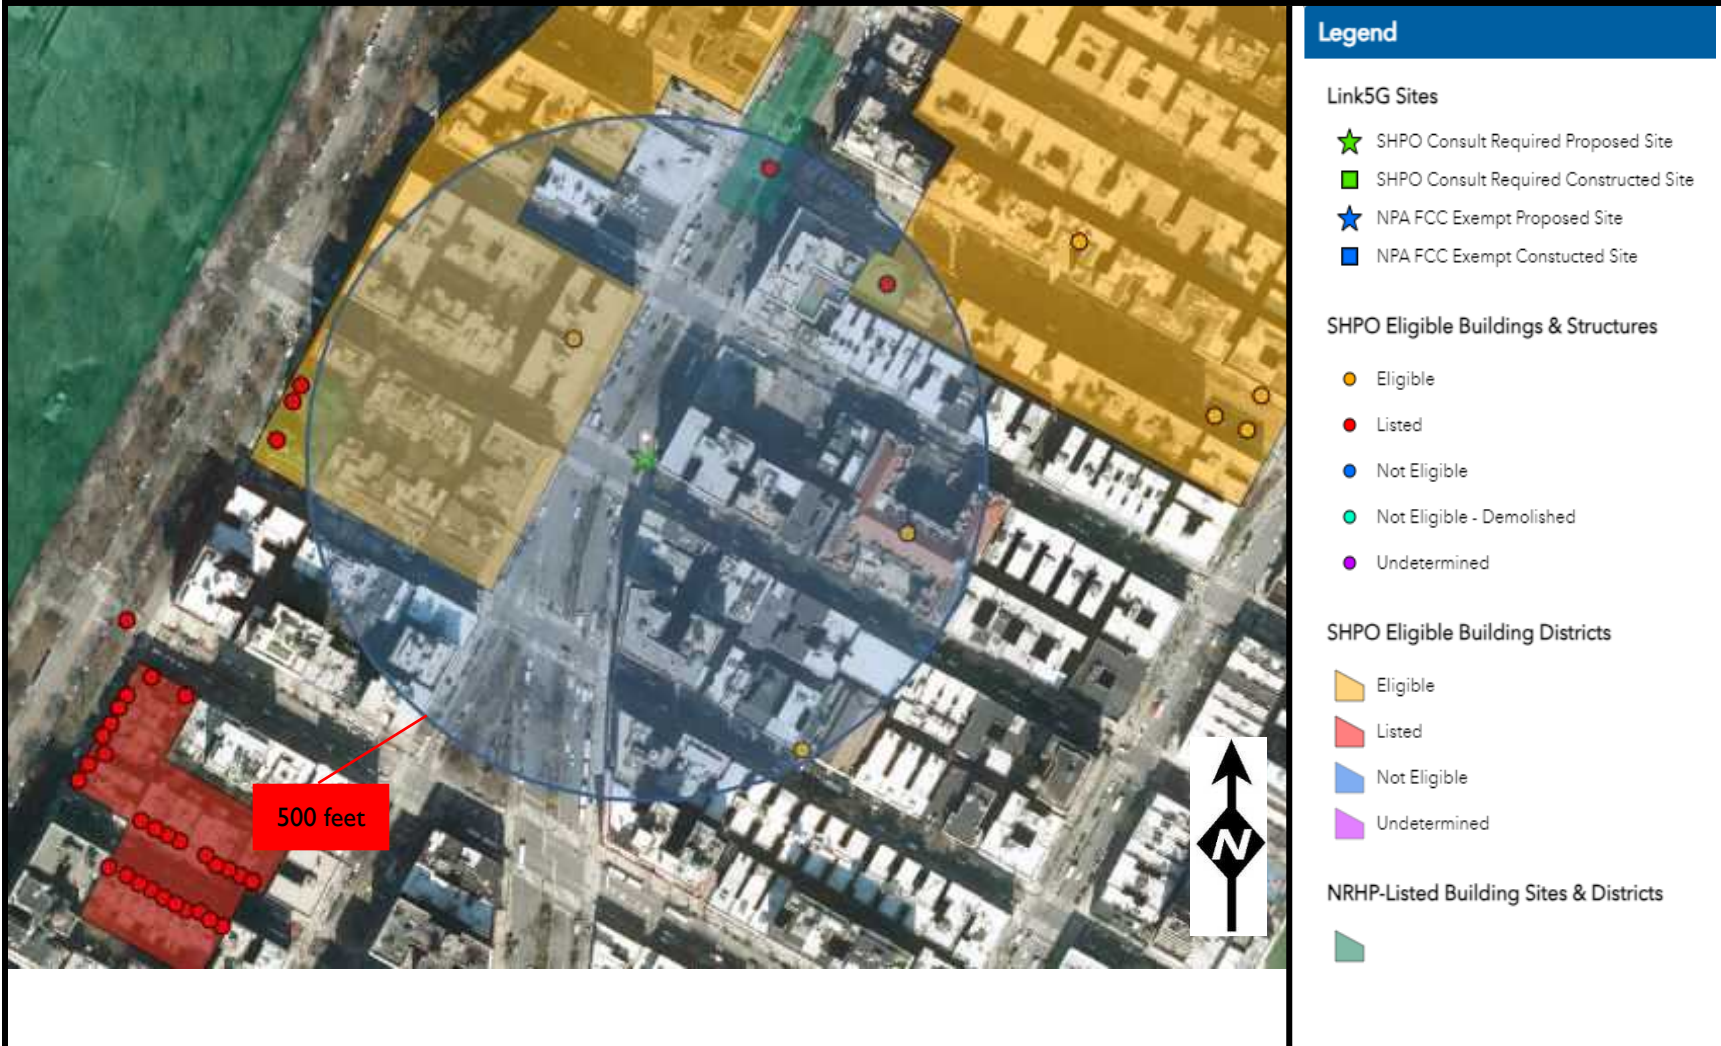 500 feet
N
Legend
Link5G Sites
SHPO Consult Required Proposed Site
SHPO Consult Required Constructed Site
NPA FCC Exempt Proposed Site
NPA FCC Exempt Constucted Site
SHPO Eligible Buildings & Structures
Eligible
Listed
Not Eligible
Not Eligible - Demolished
Undetermined
SHPO Eligible Building Districts
Eligible
Listed
Not Eligible
Undetermined
NRHP-Listed Building Sites & Districts